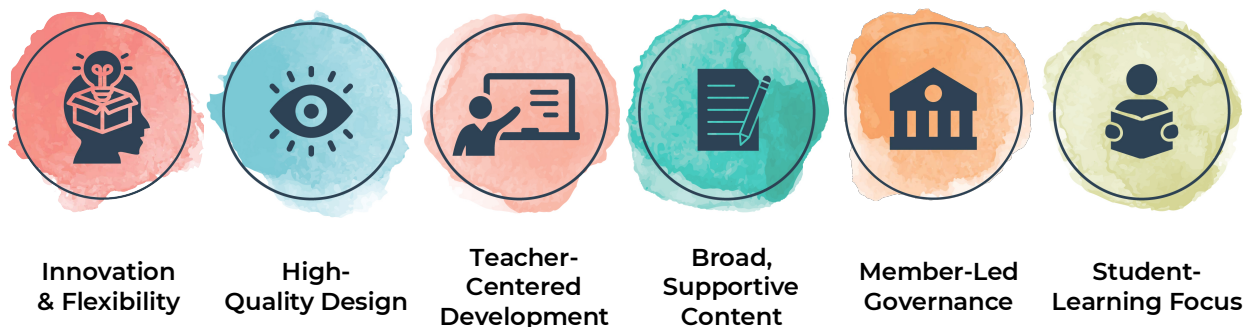 Innovation
& Flexibility
High-
Quality Design
Teacher-
Centered
Development
Broad,
Supportive
Content
Member-Led
Governance
Student-
Learning Focus